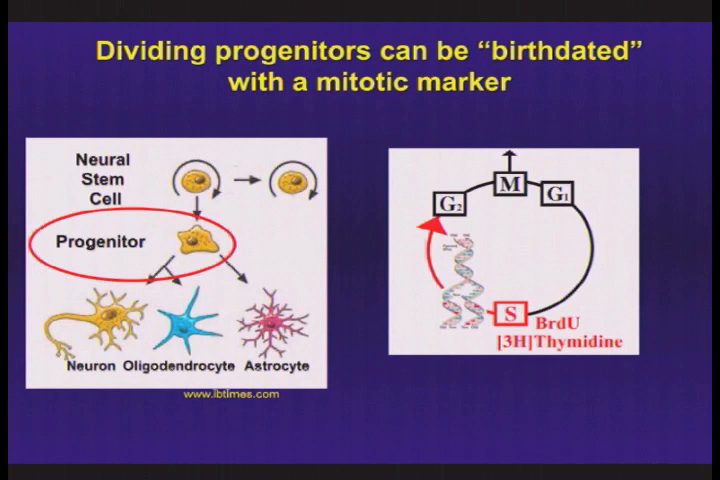 Dividing progenitors can be “birthdated”
with a mitotic marker
Neural
Stem
Cell
Progenitor
Neuron Oligodendrocyte Astrocyte
www.ibtimes.com
M
G₂
G₁
S
BrdU
[3H]Thymidine